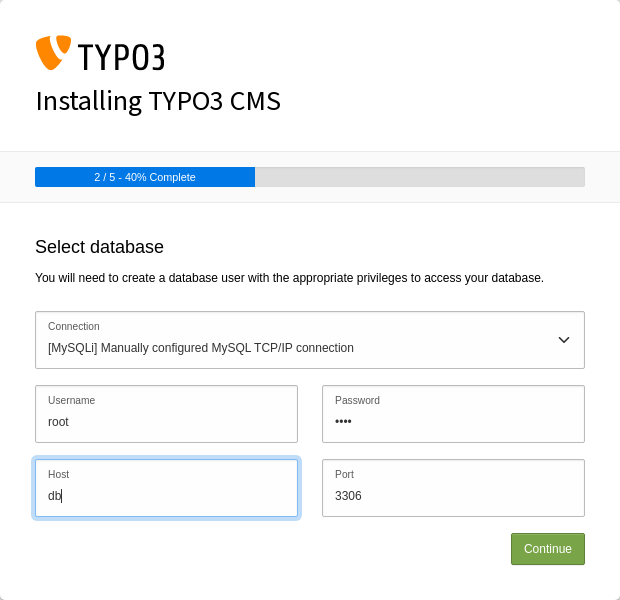 TYPO3
Installing TYPO3 CMS
2 / 5 - 40% Complete
Select database
You will need to create a database user with the appropriate privileges to access your database.
Connection
[MySQLi] Manually configured MySQL TCP/IP connection
Username
root
Password
••••
Host
db
Port
3306
Continue